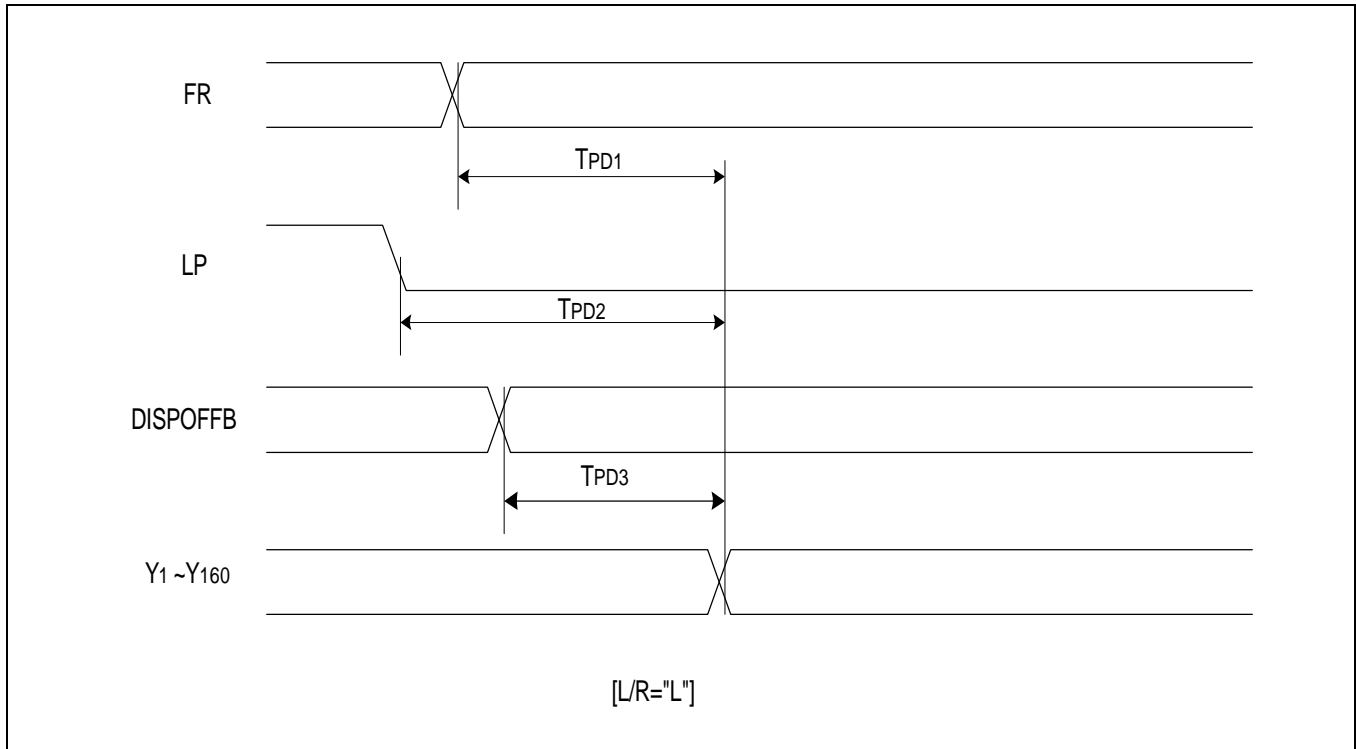 FR
TPD1
LP
TPD2
DISPOFFB
TPD3
Y1 ~Y160
[L/R="L"]